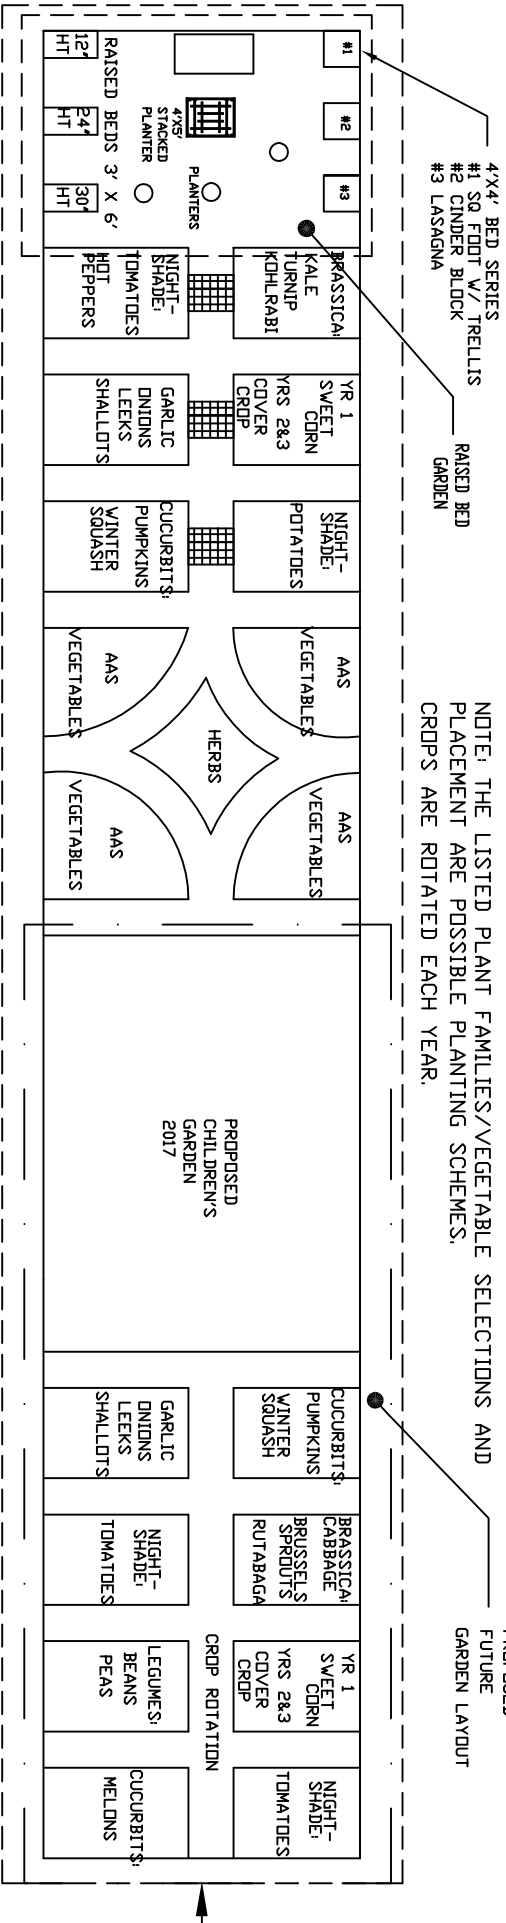 4'X4' BED SERIES
#1 SQ FOOT W/ TRELLIS
#2 CINDER BLOCK
#3 LASAGNA
RAISED BED
GARDEN
NOTE: THE LISTED PLANT FAMILIES/VEGETABLE SELECTIONS AND
PLACEMENT ARE POSSIBLE PLANTING SCHEMES.
CROPS ARE ROTATED EACH YEAR.
FUTURE
GARDEN LAYOUT
#1
#2
#3
PLANTERS
4'X5'
STACKED
PLANTER
RAISED BEDS 3' X 6'
12"
HT
24"
HT
30"
HT
BRASSICA:
KALE
TURNIP
KOHLRABI
YR 1
SWEET
CORN
YRS 2&3
COVER
CROP
NIGHT-
SHADE:
POTATOES
NIGHT-
SHADE:
TOMATOES
HOT
PEPPERS
GARLIC
ONIONS
LEEKS
SHALLOTS
CUCURBITS:
PUMPKINS
WINTER
SQUASH
AAS
VEGETABLES
AAS
VEGETABLES
HERBS
AAS
VEGETABLES
AAS
VEGETABLES
PROPOSED
CHILDREN'S
GARDEN
2017
CUCURBITS:
PUMPKINS
WINTER
SQUASH
BRASSICA:
CABBAGE
BRUSSELS
SPROUTS
RUTABAGA
YR 1
SWEET
CORN
YRS 2&3
COVER
CROP
NIGHT-
SHADE:
TOMATOES
CROP ROTATION
GARLIC
ONIONS
LEEKS
SHALLOTS
NIGHT-
SHADE:
TOMATOES
LEGUMES:
BEANS
PEAS
CUCURBITS:
MELONS